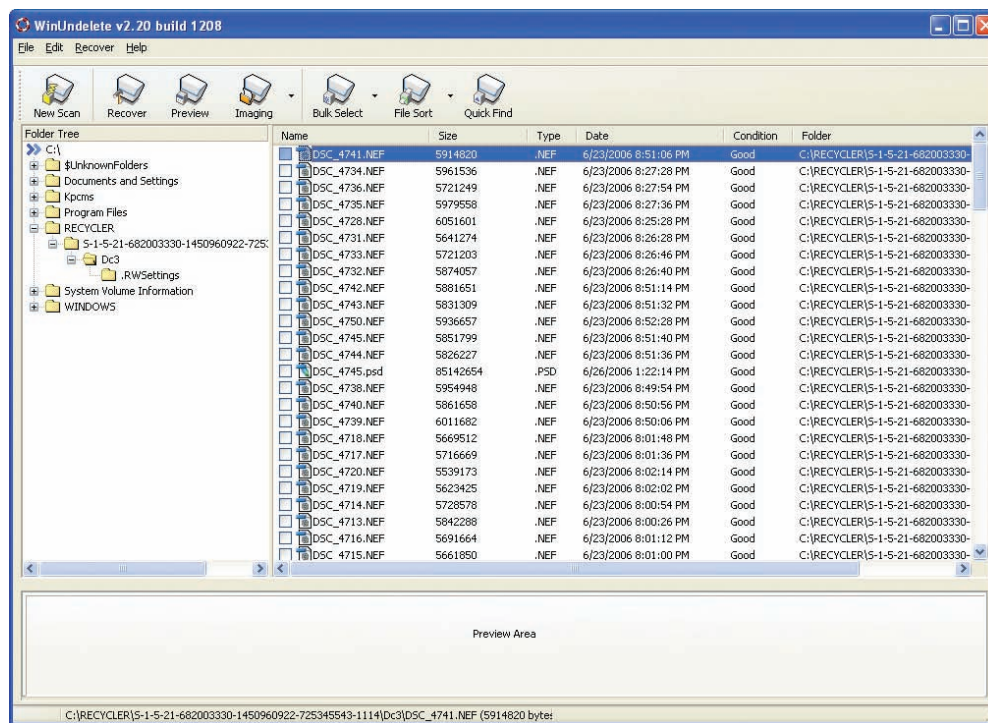 WinUndelete v2.20 build 1208
File Edit Recover Help
New Scan Recover Preview Imaging Bulk Select File Sort Quick Find
Folder Tree
C:\
$UnknownFolders
Documents and Settings
Kpcms
Program Files
RECYCLER
S-1-5-21-682003330-1450960922-725
Dc3
.RWSettings
System Volume Information
WINDOWS
Name Size Type Date Condition Folder
DSC_4741.NEF 5914820 .NEF 6/23/2006 8:51:06 PM Good C:\RECYCLER\S-1-5-21-682003330-
DSC_4734.NEF 5961536 .NEF 6/23/2006 8:27:28 PM Good C:\RECYCLER\S-1-5-21-682003330-
DSC_4736.NEF 5721249 .NEF 6/23/2006 8:27:54 PM Good C:\RECYCLER\S-1-5-21-682003330-
DSC_4735.NEF 5979558 .NEF 6/23/2006 8:27:36 PM Good C:\RECYCLER\S-1-5-21-682003330-
DSC_4728.NEF 6051601 .NEF 6/23/2006 8:25:28 PM Good C:\RECYCLER\S-1-5-21-682003330-
DSC_4731.NEF 5641274 .NEF 6/23/2006 8:26:28 PM Good C:\RECYCLER\S-1-5-21-682003330-
DSC_4733.NEF 5721203 .NEF 6/23/2006 8:26:46 PM Good C:\RECYCLER\S-1-5-21-682003330-
DSC_4732.NEF 5874057 .NEF 6/23/2006 8:26:40 PM Good C:\RECYCLER\S-1-5-21-682003330-
DSC_4742.NEF 5881651 .NEF 6/23/2006 8:51:14 PM Good C:\RECYCLER\S-1-5-21-682003330-
DSC_4743.NEF 5831309 .NEF 6/23/2006 8:51:32 PM Good C:\RECYCLER\S-1-5-21-682003330-
DSC_4750.NEF 5936657 .NEF 6/23/2006 8:52:28 PM Good C:\RECYCLER\S-1-5-21-682003330-
DSC_4745.NEF 5851799 .NEF 6/23/2006 8:51:40 PM Good C:\RECYCLER\S-1-5-21-682003330-
DSC_4744.NEF 5826227 .NEF 6/23/2006 8:51:36 PM Good C:\RECYCLER\S-1-5-21-682003330-
DSC_4745.psd 85142654 .PSD 6/26/2006 1:22:14 PM Good C:\RECYCLER\S-1-5-21-682003330-
DSC_4738.NEF 5954948 .NEF 6/23/2006 8:49:54 PM Good C:\RECYCLER\S-1-5-21-682003330-
DSC_4740.NEF 5861658 .NEF 6/23/2006 8:50:56 PM Good C:\RECYCLER\S-1-5-21-682003330-
DSC_4739.NEF 6011682 .NEF 6/23/2006 8:50:06 PM Good C:\RECYCLER\S-1-5-21-682003330-
DSC_4718.NEF 5669512 .NEF 6/23/2006 8:01:48 PM Good C:\RECYCLER\S-1-5-21-682003330-
DSC_4717.NEF 5716669 .NEF 6/23/2006 8:01:36 PM Good C:\RECYCLER\S-1-5-21-682003330-
DSC_4720.NEF 5539173 .NEF 6/23/2006 8:02:14 PM Good C:\RECYCLER\S-1-5-21-682003330-
DSC_4719.NEF 5623425 .NEF 6/23/2006 8:02:02 PM Good C:\RECYCLER\S-1-5-21-682003330-
DSC_4714.NEF 5728578 .NEF 6/23/2006 8:00:54 PM Good C:\RECYCLER\S-1-5-21-682003330-
DSC_4713.NEF 5842288 .NEF 6/23/2006 8:00:26 PM Good C:\RECYCLER\S-1-5-21-682003330-
DSC_4716.NEF 5691664 .NEF 6/23/2006 8:01:12 PM Good C:\RECYCLER\S-1-5-21-682003330-
DSC_4715.NEF 5661850 .NEF 6/23/2006 8:01:00 PM Good C:\RECYCLER\S-1-5-21-682003330-
Preview Area
C:\RECYCLER\S-1-5-21-682003330-1450960922-725345543-1114\Dc3\DSC_4741.NEF (5914820 bytes